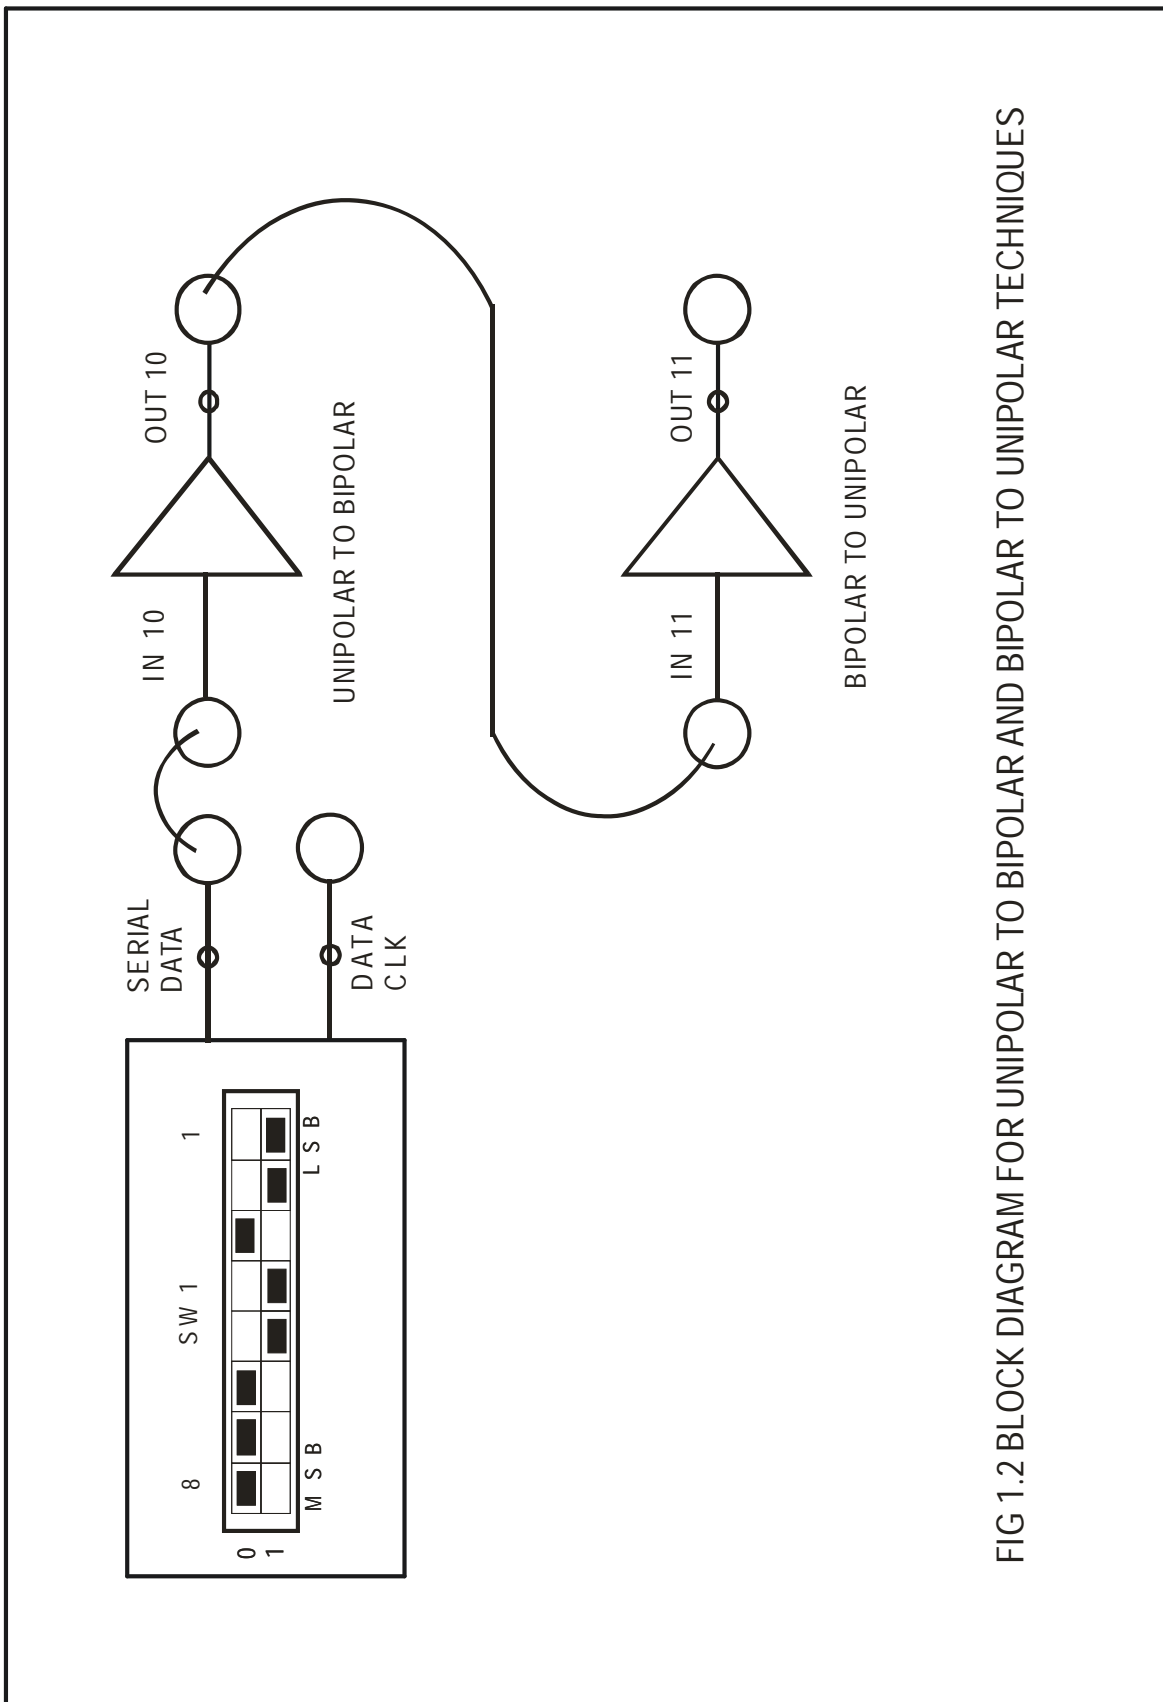 8 SW 1 1
0
1
M S B L S B
SERIAL
DATA
DATA
CLK
IN 10
OUT 10
UNIPOLAR TO BIPOLAR
IN 11
OUT 11
BIPOLAR TO UNIPOLAR
FIG 1.2 BLOCK DIAGRAM FOR UNIPOLAR TO BIPOLAR AND BIPOLAR TO UNIPOLAR TECHNIQUES